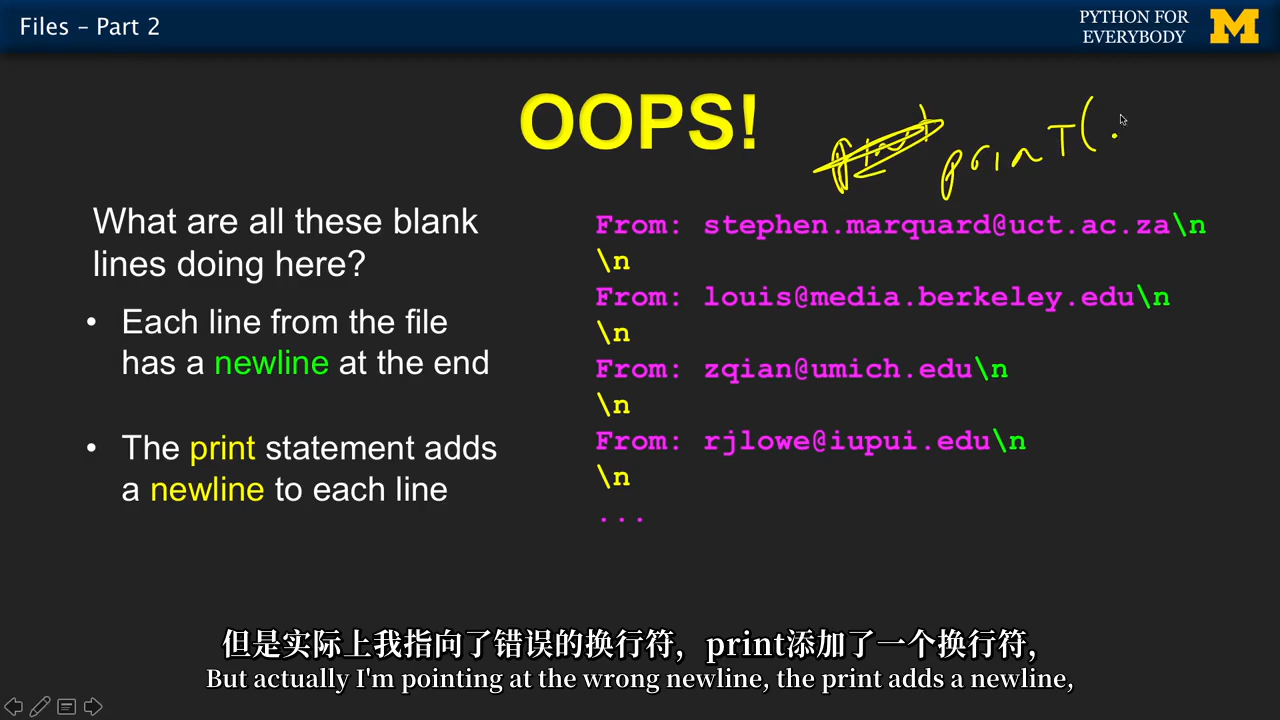 Files – Part 2
PYTHON FOR
EVERYBODY
M
OOPS!
print
print(.
What are all these blank
lines doing here?
• Each line from the file
has a newline at the end
• The print statement adds
a newline to each line
From: stephen.marquard@uct.ac.za\n
\n
From: louis@media.berkeley.edu\n
\n
From: zqian@umich.edu\n
\n
From: rjlowe@iupui.edu\n
\n
...
但是实际上我指向了错误的换行符，print添加了一个换行符，
But actually I'm pointing at the wrong newline, the print adds a newline,